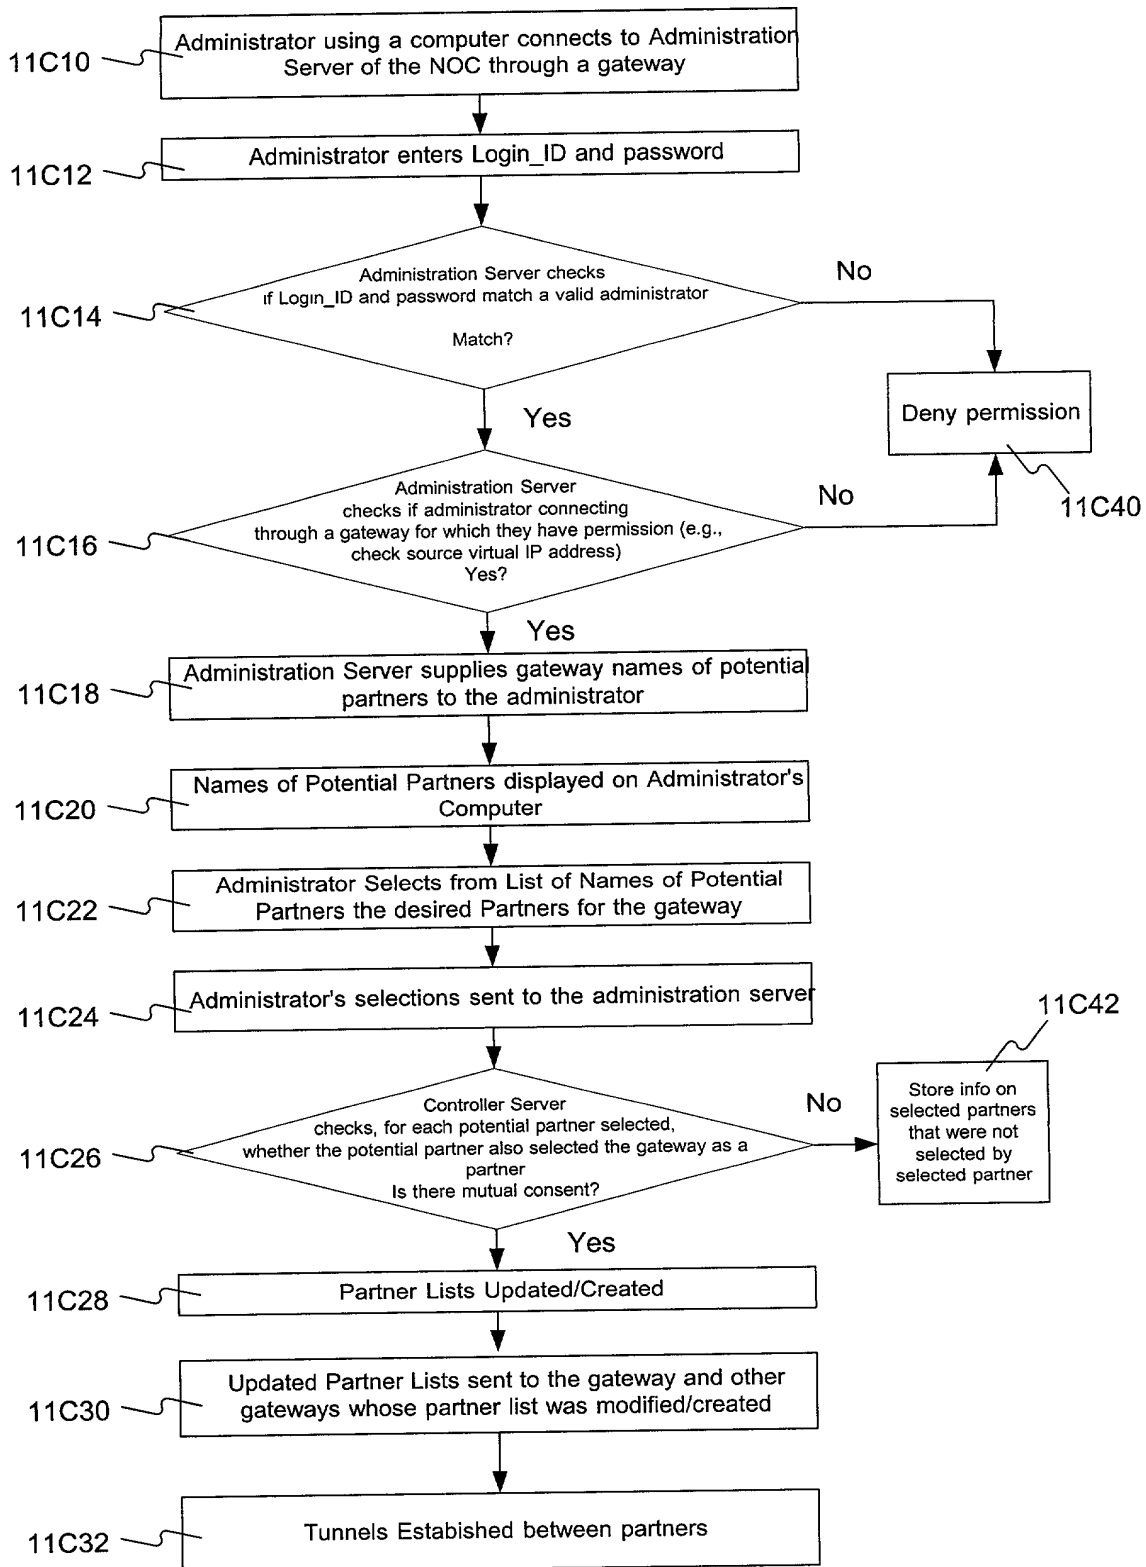 11C10
Administrator using a computer connects to Administration
Server of the NOC through a gateway
11C12
Administrator enters Login_ID and password
11C14
Administration Server checks
if Login_ID and password match a valid administrator
Match?
No
Yes
Deny permission
11C40
11C16
Administration Server
checks if administrator connecting
through a gateway for which they have permission (e.g.,
check source virtual IP address)
Yes?
No
Yes
11C18
Administration Server supplies gateway names of potential
partners to the administrator
11C20
Names of Potential Partners displayed on Administrator's
Computer
11C22
Administrator Selects from List of Names of Potential
Partners the desired Partners for the gateway
11C24
Administrator's selections sent to the administration server
11C26
Controller Server
checks, for each potential partner selected,
whether the potential partner also selected the gateway as a
partner
Is there mutual consent?
No
11C42
Store info on
selected partners
that were not
selected by
selected partner
Yes
11C28
Partner Lists Updated/Created
11C30
Updated Partner Lists sent to the gateway and other
gateways whose partner list was modified/created
11C32
Tunnels Estabished between partners